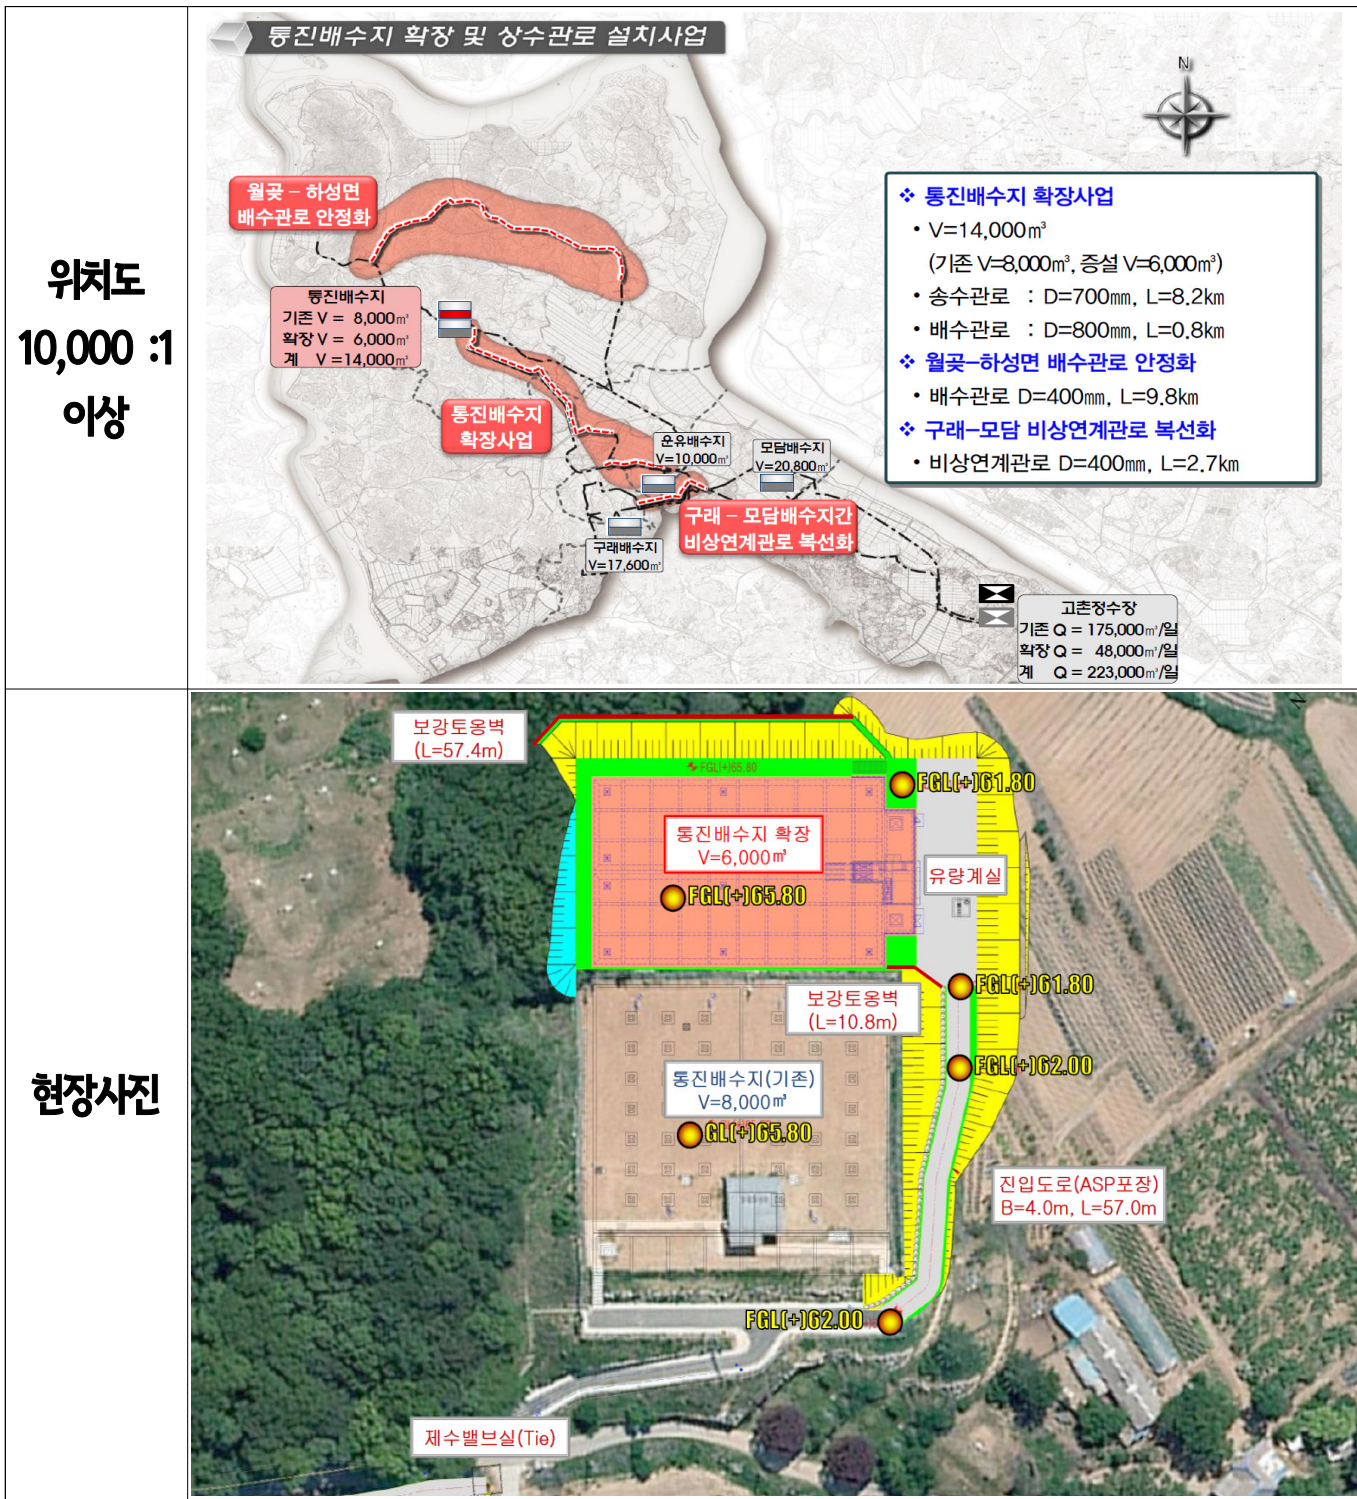 위치도
10,000 :1
이상
통진배수지 확장 및 상수관로 설치사업
N
월곶 – 하성면
배수관로 안정화
통진배수지
기존 V = 8,000㎥
확장 V = 6,000㎥
계 V =14,000㎥
통진배수지
확장사업
운유배수지
V=10,000㎥
모담배수지
V=20,800㎥
구래배수지
V=17,600㎥
구래 – 모담배수지간
비상연계관로 복선화
고촌정수장
기존 Q = 175,000㎥/일
확장 Q = 48,000㎥/일
계 Q = 223,000㎥/일
❖ 통진배수지 확장사업
• V=14,000㎥
(기존 V=8,000㎥, 증설 V=6,000㎥)
• 송수관로 : D=700㎜, L=8.2km
• 배수관로 : D=800㎜, L=0.8km
❖ 월곶–하성면 배수관로 안정화
• 배수관로 D=400㎜, L=9.8km
❖ 구래–모담 비상연계관로 복선화
• 비상연계관로 D=400㎜, L=2.7km
현장사진
보강토옹벽
(L=57.4m)
FGL(+)65.80
FGL(+)61.80
통진배수지 확장
V=6,000㎥
유량계실
FGL(+)65.80
FGL(+)61.80
보강토옹벽
(L=10.8m)
FGL(+)62.00
통진배수지(기존)
V=8,000㎥
GL(+)65.80
진입도로(ASP포장)
B=4.0m, L=57.0m
FGL(+)62.00
제수밸브실(Tie)